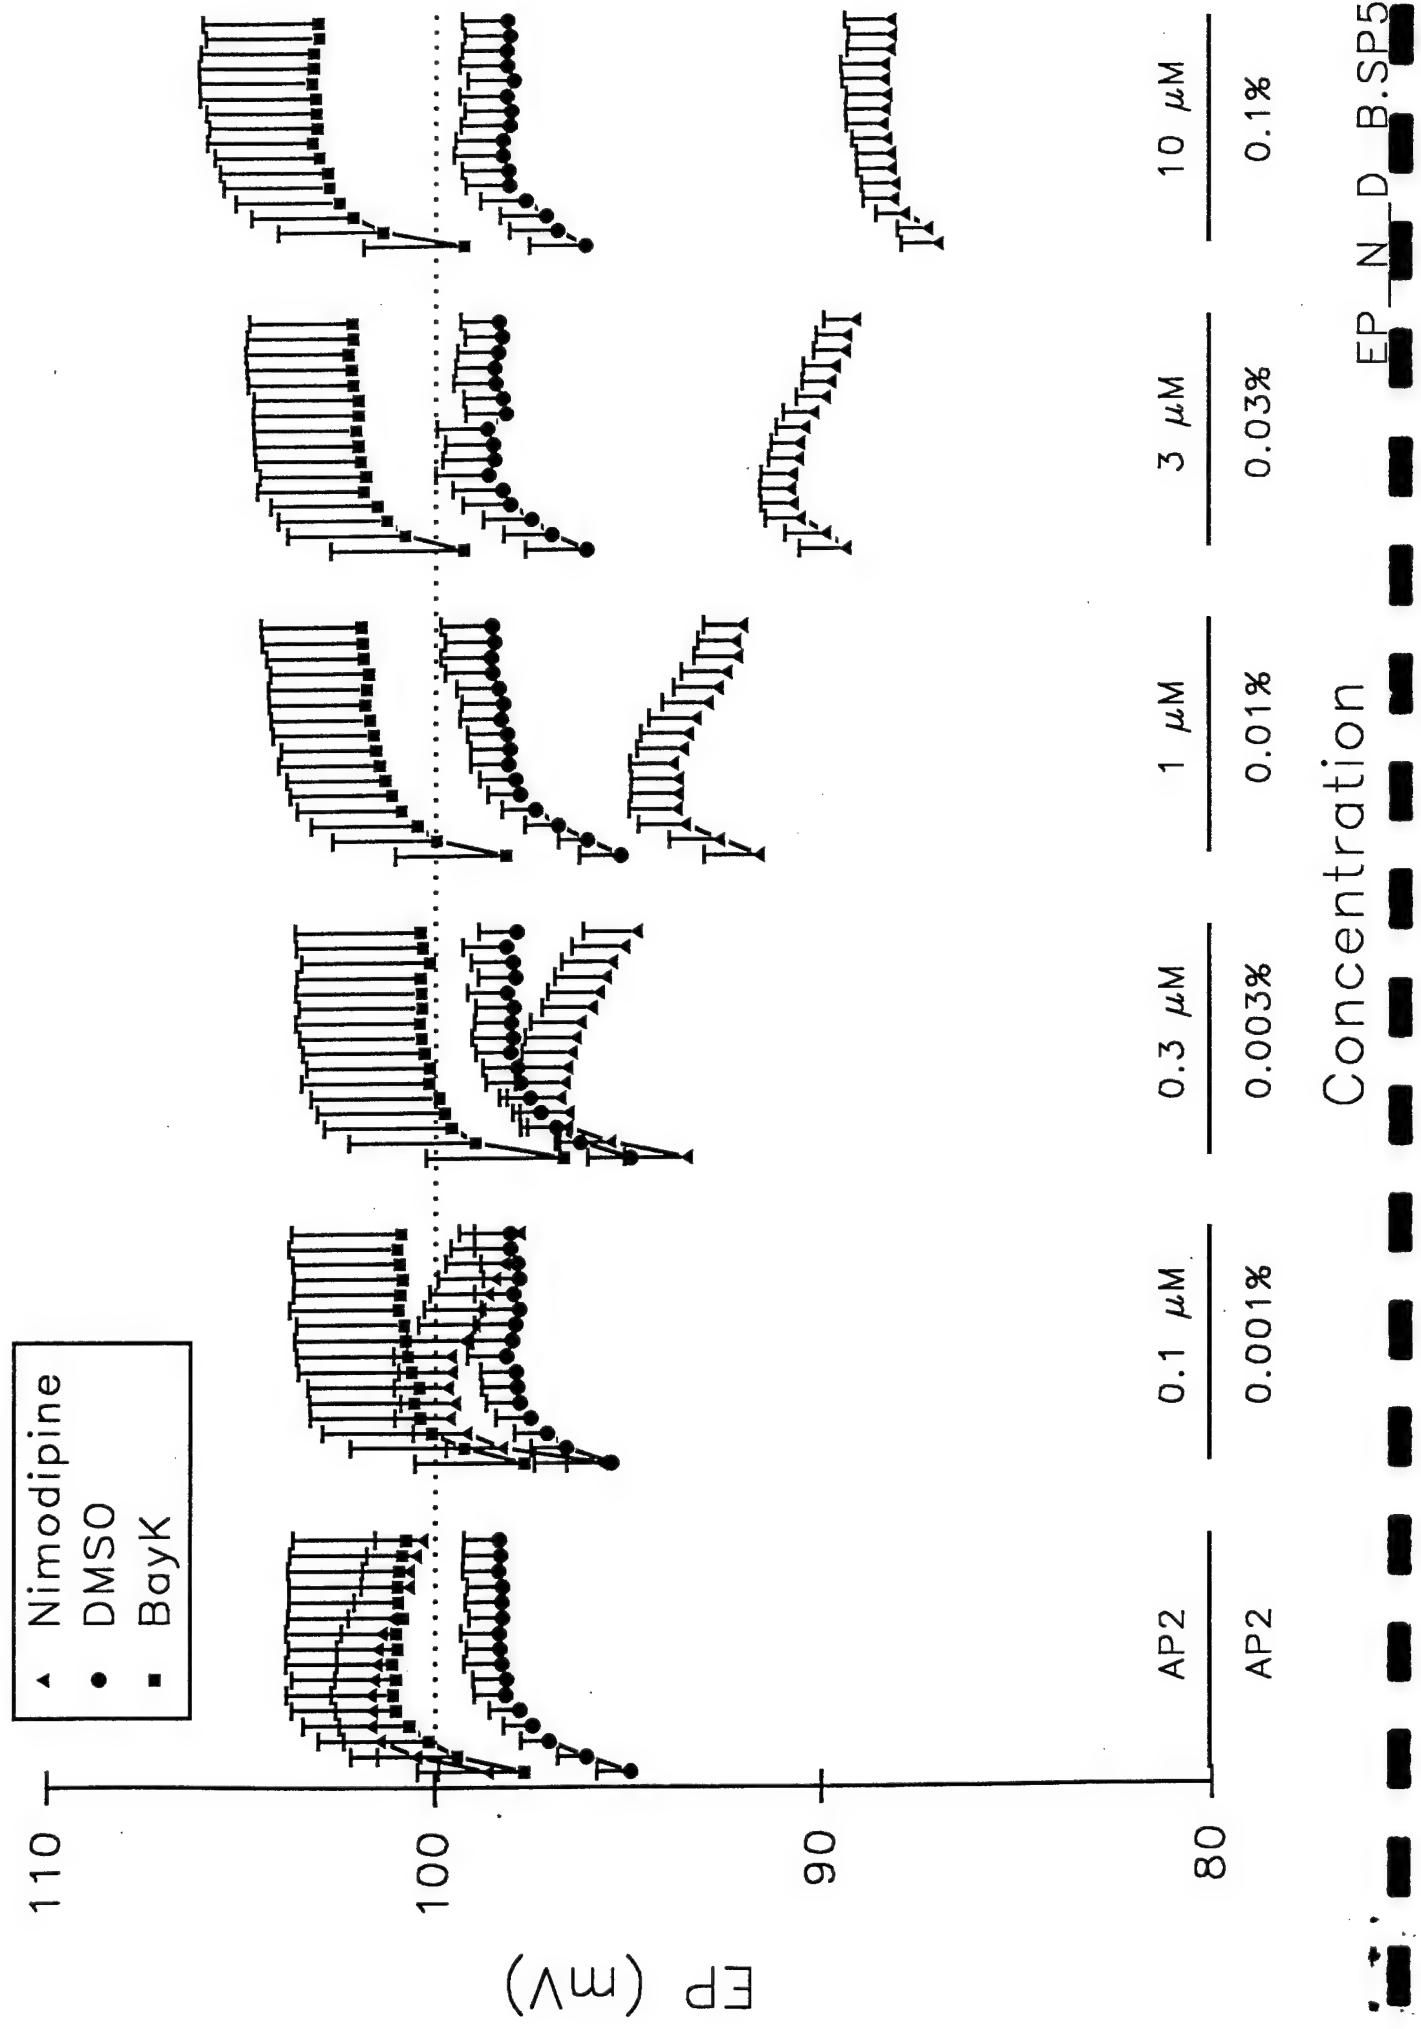 Nimodipine
DMSO
BayK
110
100
90
80
EP (mV)
AP2 0.1 μM 0.3 μM 1 μM 3 μM 10 μM
AP2 0.001% 0.003% 0.01% 0.03% 0.1%
Concentration
EP_N_D_B.SP5